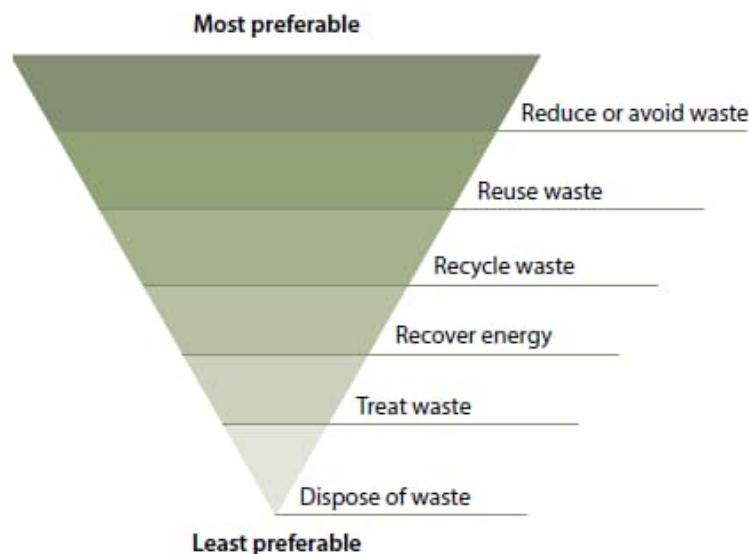 Most preferable
Reduce or avoid waste
Reuse waste
Recycle waste
Recover energy
Treat waste
Dispose of waste
Least preferable